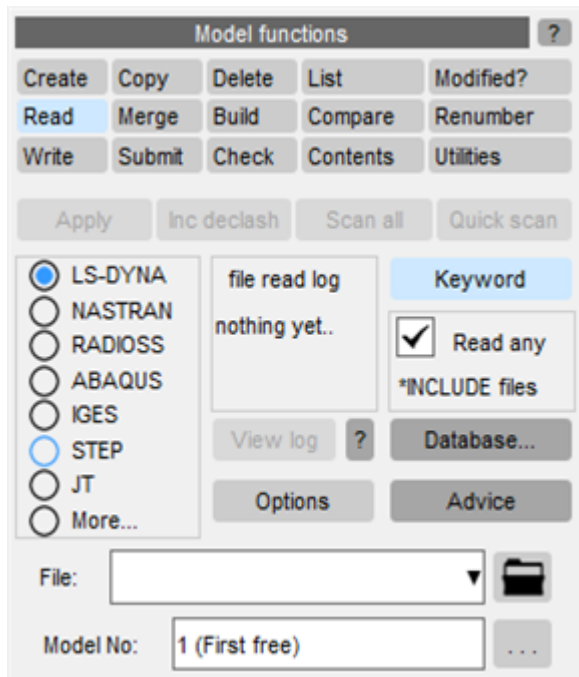 Model functions ?
Create Copy Delete List Modified?
Read Merge Build Compare Renumber
Write Submit Check Contents Utilities
Apply Inc declash Scan all Quick scan
LS-DYNA
NASTRAN
RADIOSS
ABAQUS
IGES
STEP
JT
More...
file read log
nothing yet..
View log ?
Options
Keyword
Read any
*INCLUDE files
Database...
Advice
File:
Model No: 1 (First free) ...